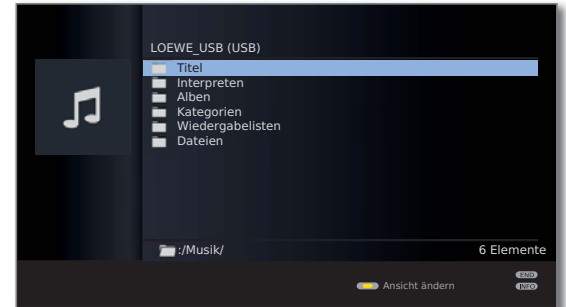 LOEWE_USB (USB)
Titel
Interpreten
Alben
Kategorien
Wiedergabelisten
Dateien
:/Musik/ 6 Elemente
END
Ansicht ändern INFO